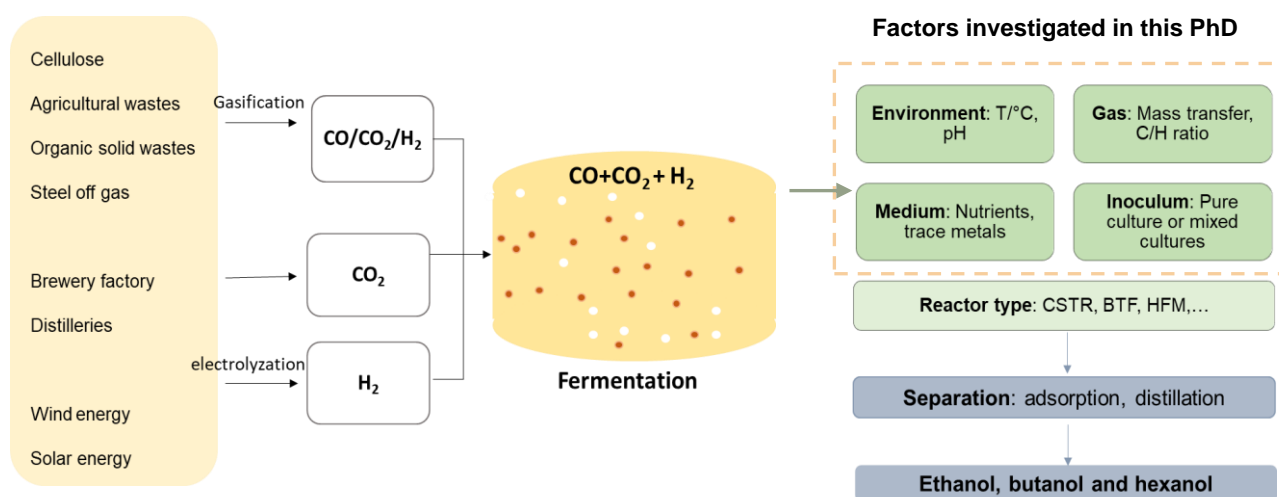 Cellulose
Agricultural wastes
Organic solid wastes
Steel off gas
Brewery factory
Distilleries
Wind energy
Solar energy
Gasification
electrolyzation
CO/CO₂/H₂
CO₂
H₂
CO+CO₂ + H₂
Fermentation
Factors investigated in this PhD
Environment: T/°C,
pH
Gas: Mass transfer,
C/H ratio
Medium: Nutrients,
trace metals
Inoculum: Pure
culture or mixed
cultures
Reactor type: CSTR, BTF, HFM,...
Separation: adsorption, distillation
Ethanol, butanol and hexanol